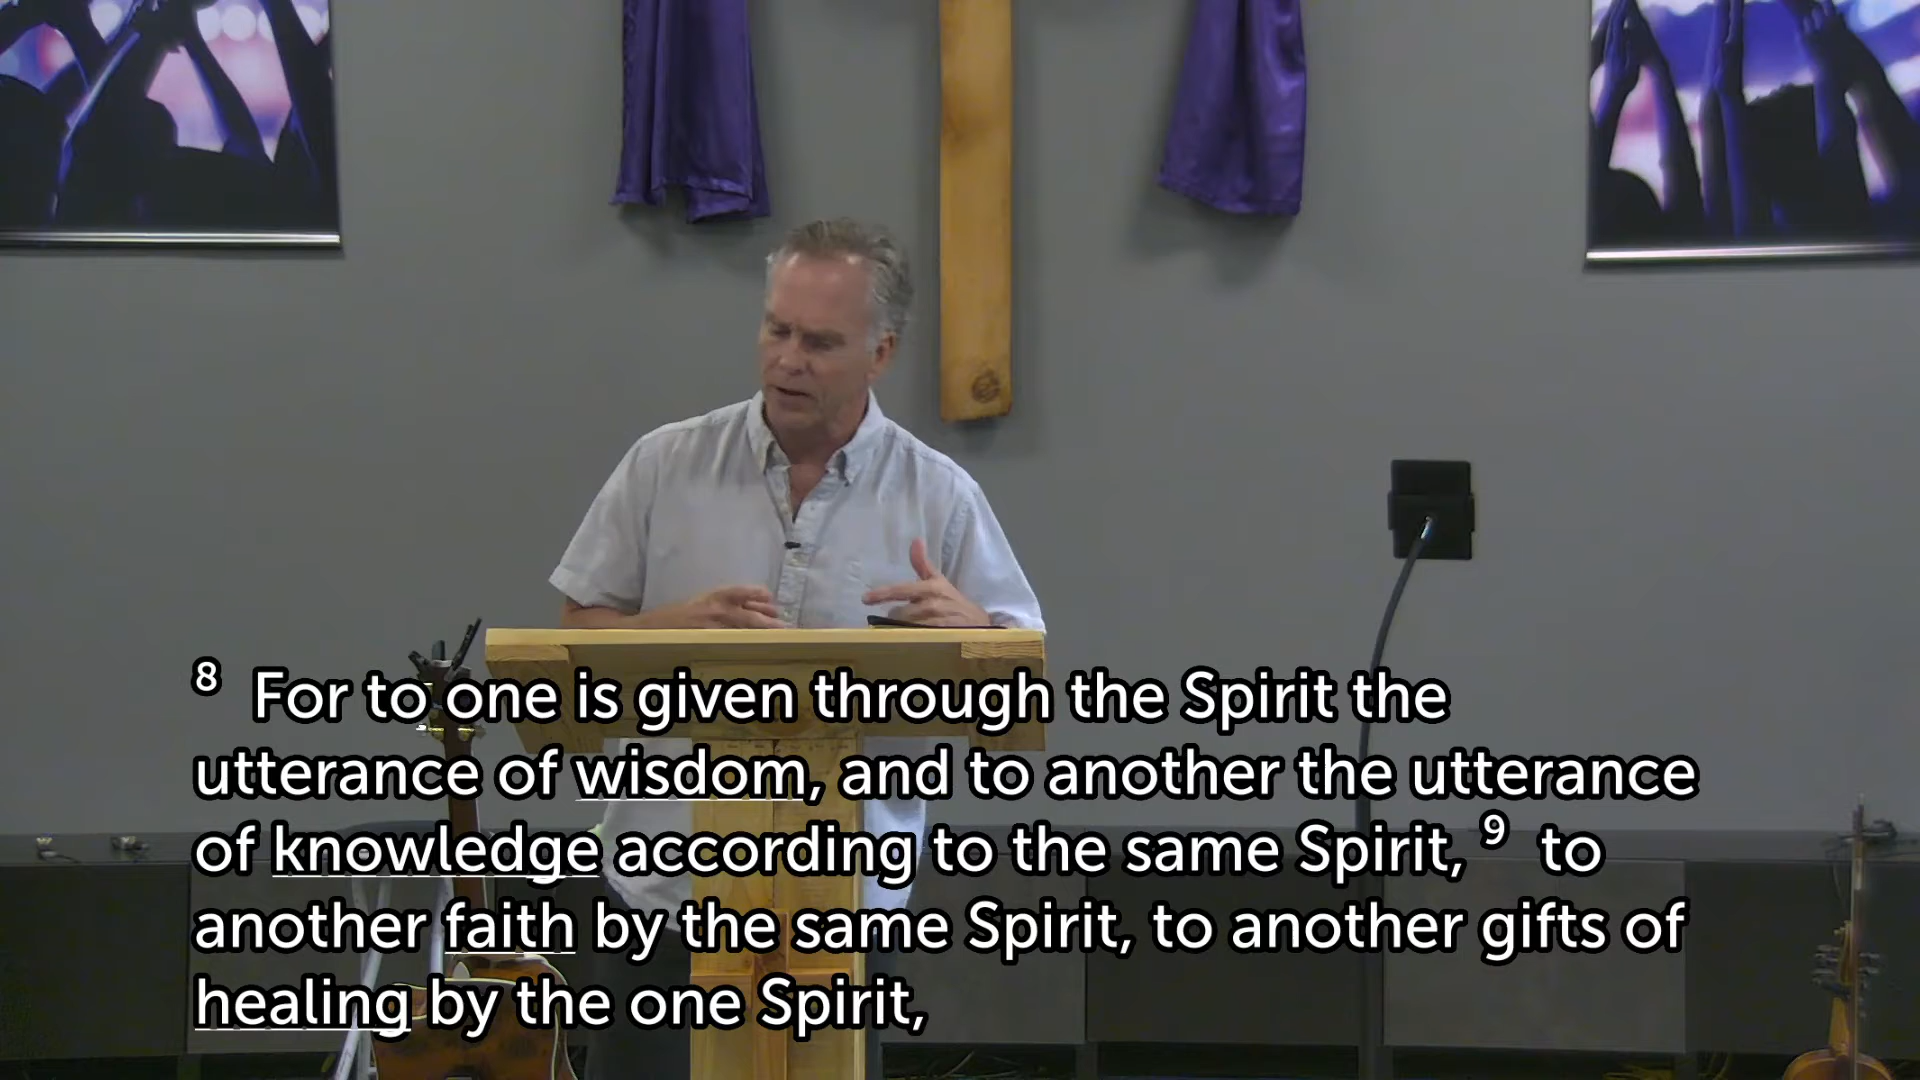 8 For to one is given through the Spirit the
utterance of wisdom, and to another the utterance
of knowledge according to the same Spirit, 9 to
another faith by the same Spirit, to another gifts of
healing by the one Spirit,